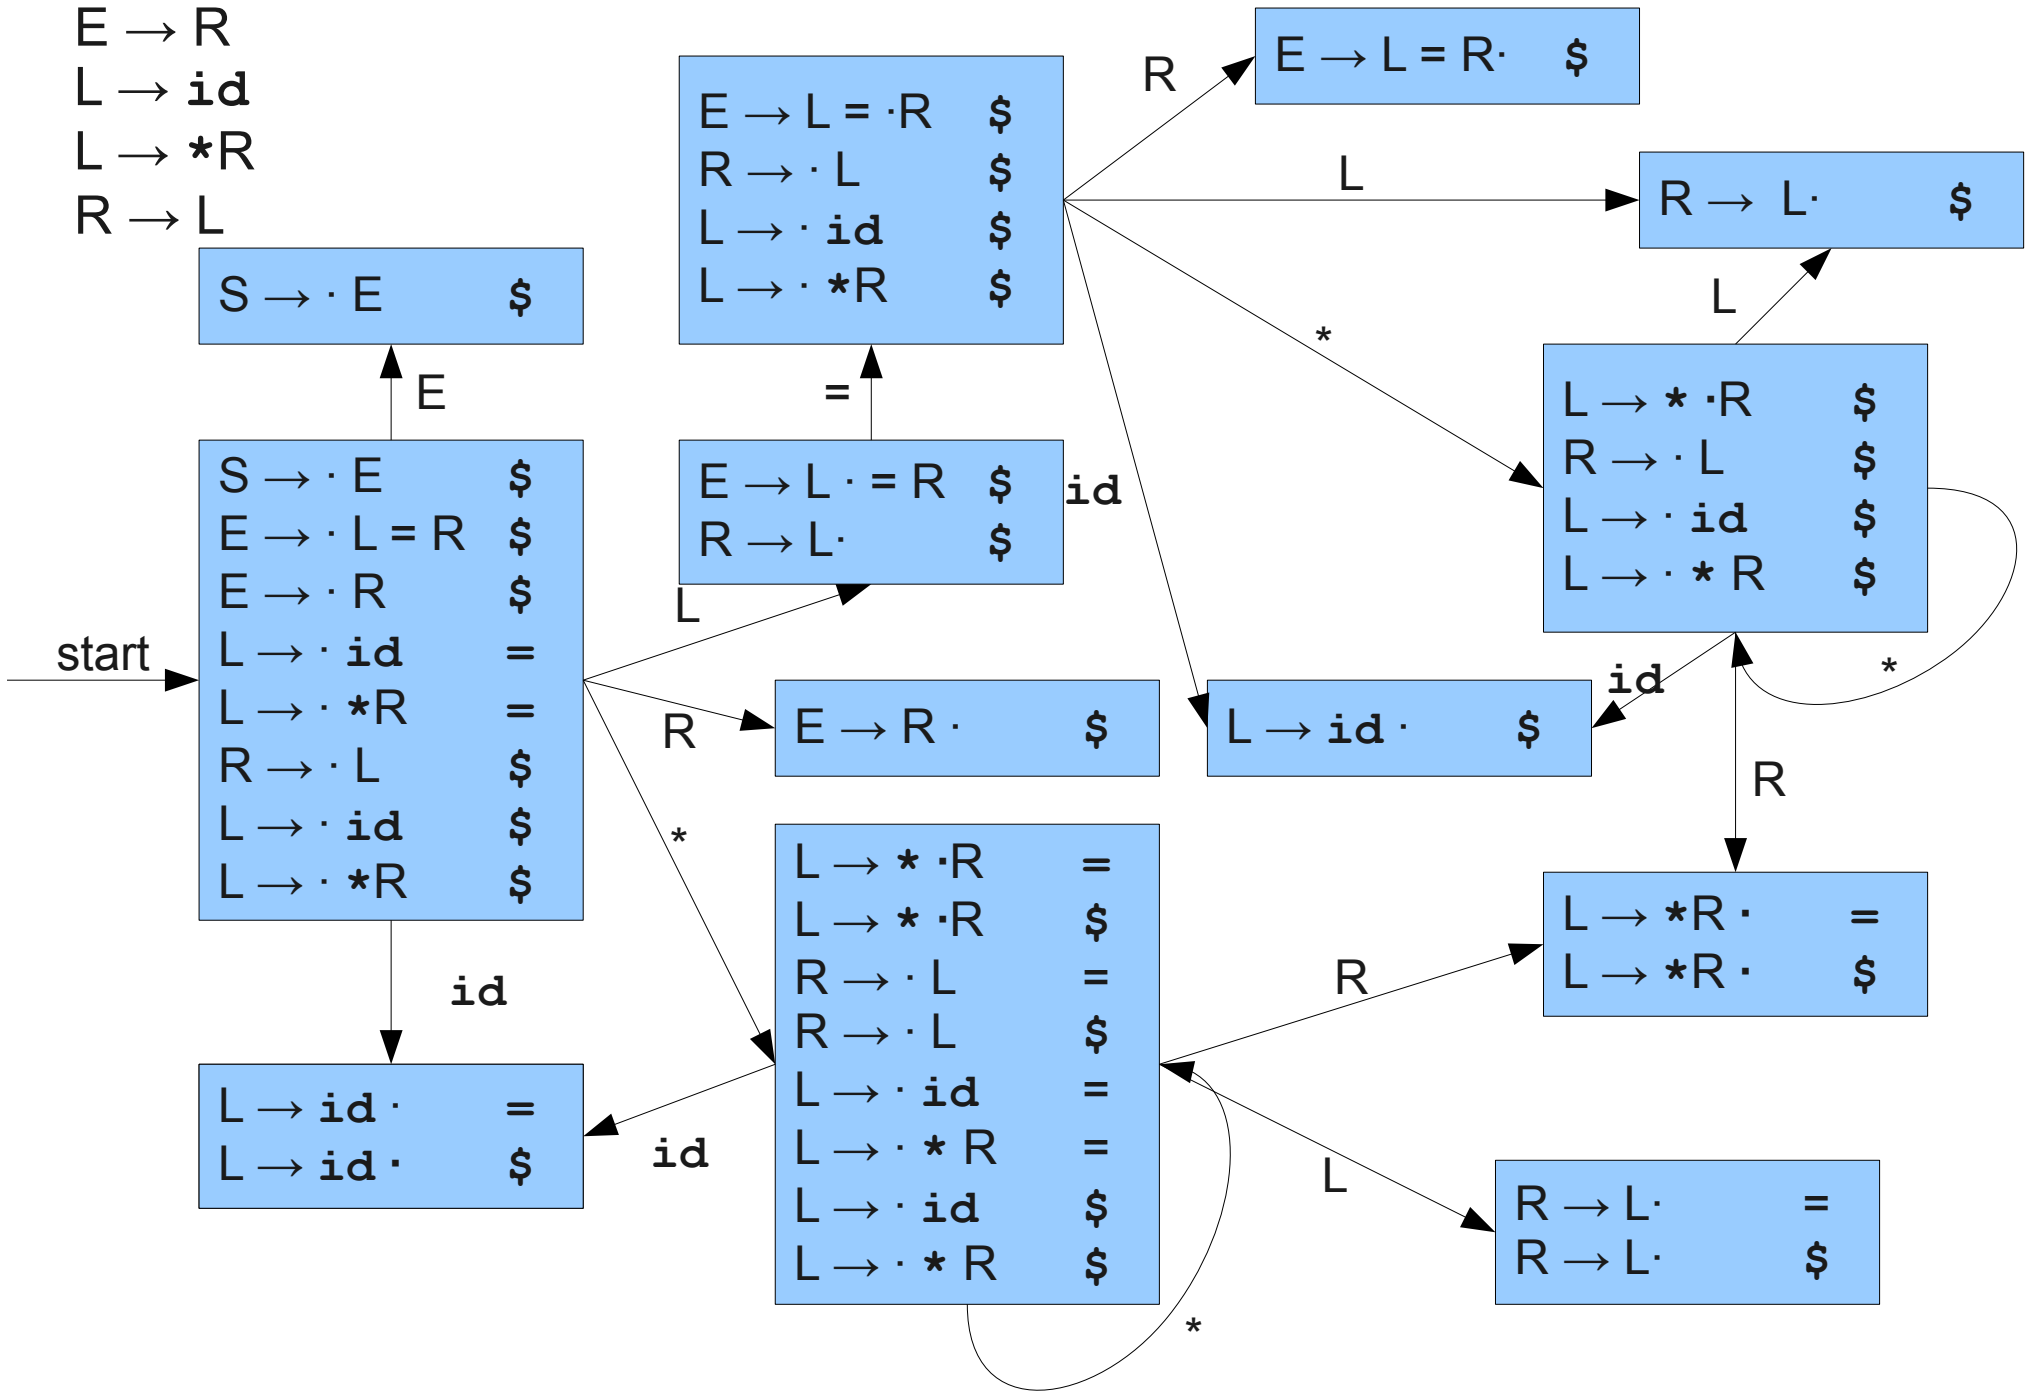 E → R
L → id
L → *R
R → L
S → · E $
E
start
S → · E $
E → · L = R $
E → · R $
L → · id =
L → · *R =
R → · L $
L → · id $
L → · *R $
id
L → id · =
L → id · $
E → L = ·R $
R → · L $
L → · id $
L → · *R $
=
E → L · = R $
R → L· $
L
R
*
E → R · $
L → * ·R =
L → * ·R $
R → · L =
R → · L $
L → · id =
L → · * R =
L → · id $
L → · * R $
id
*
R
E → L = R· $
L
R → L· $
*
id
L
L → * ·R $
R → · L $
L → · id $
L → · * R $
*
id
L → id · $
R
R
L → *R · =
L → *R · $
L
R → L· =
R → L· $